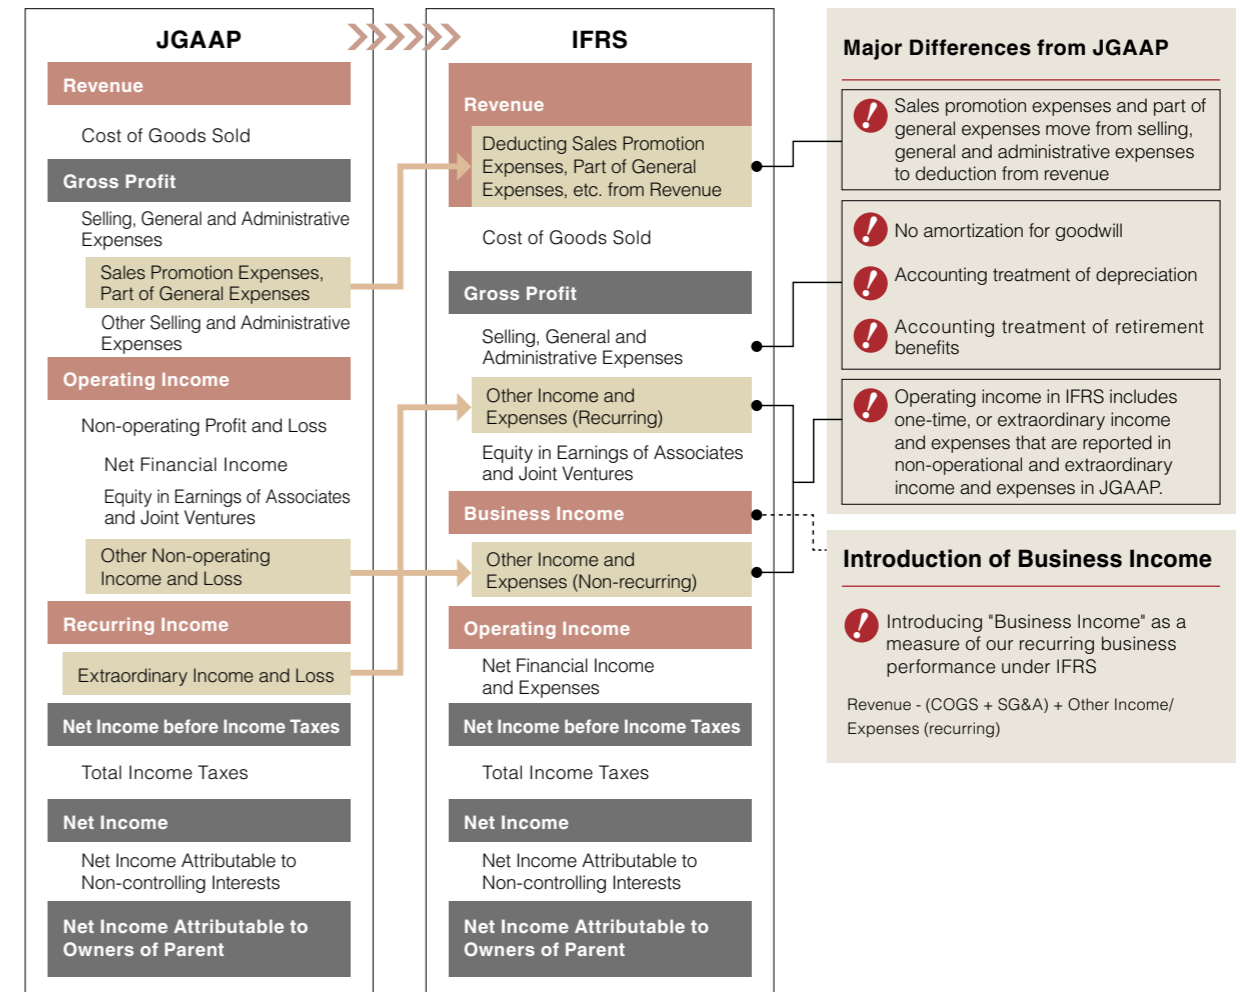 JGAAP
Revenue
Cost of Goods Sold
Gross Profit
Selling, General and Administrative
Expenses
Sales Promotion Expenses,
Part of General Expenses
Other Selling and Administrative
Expenses
Operating Income
Non-operating Profit and Loss
Net Financial Income
Equity in Earnings of Associates
and Joint Ventures
Other Non-operating
Income and Loss
Recurring Income
Extraordinary Income and Loss
Net Income before Income Taxes
Total Income Taxes
Net Income
Net Income Attributable to
Non-controlling Interests
Net Income Attributable to
Owners of Parent
IFRS
Revenue
Deducting Sales Promotion
Expenses, Part of General
Expenses, etc. from Revenue
Cost of Goods Sold
Gross Profit
Selling, General and
Administrative Expenses
Other Income and
Expenses (Recurring)
Equity in Earnings of Associates
and Joint Ventures
Business Income
Other Income and
Expenses (Non-recurring)
Operating Income
Net Financial Income
and Expenses
Net Income before Income Taxes
Total Income Taxes
Net Income
Net Income Attributable to
Non-controlling Interests
Net Income Attributable to
Owners of Parent
Major Differences from JGAAP
Sales promotion expenses and part of
general expenses move from selling,
general and administrative expenses
to deduction from revenue
No amortization for goodwill
Accounting treatment of depreciation
Accounting treatment of retirement
benefits
Operating income in IFRS includes
one-time, or extraordinary income
and expenses that are reported in
non-operational and extraordinary
income and expenses in JGAAP.
Introduction of Business Income
Introducing "Business Income" as a
measure of our recurring business
performance under IFRS
Revenue - (COGS + SG&A) + Other Income/
Expenses (recurring)